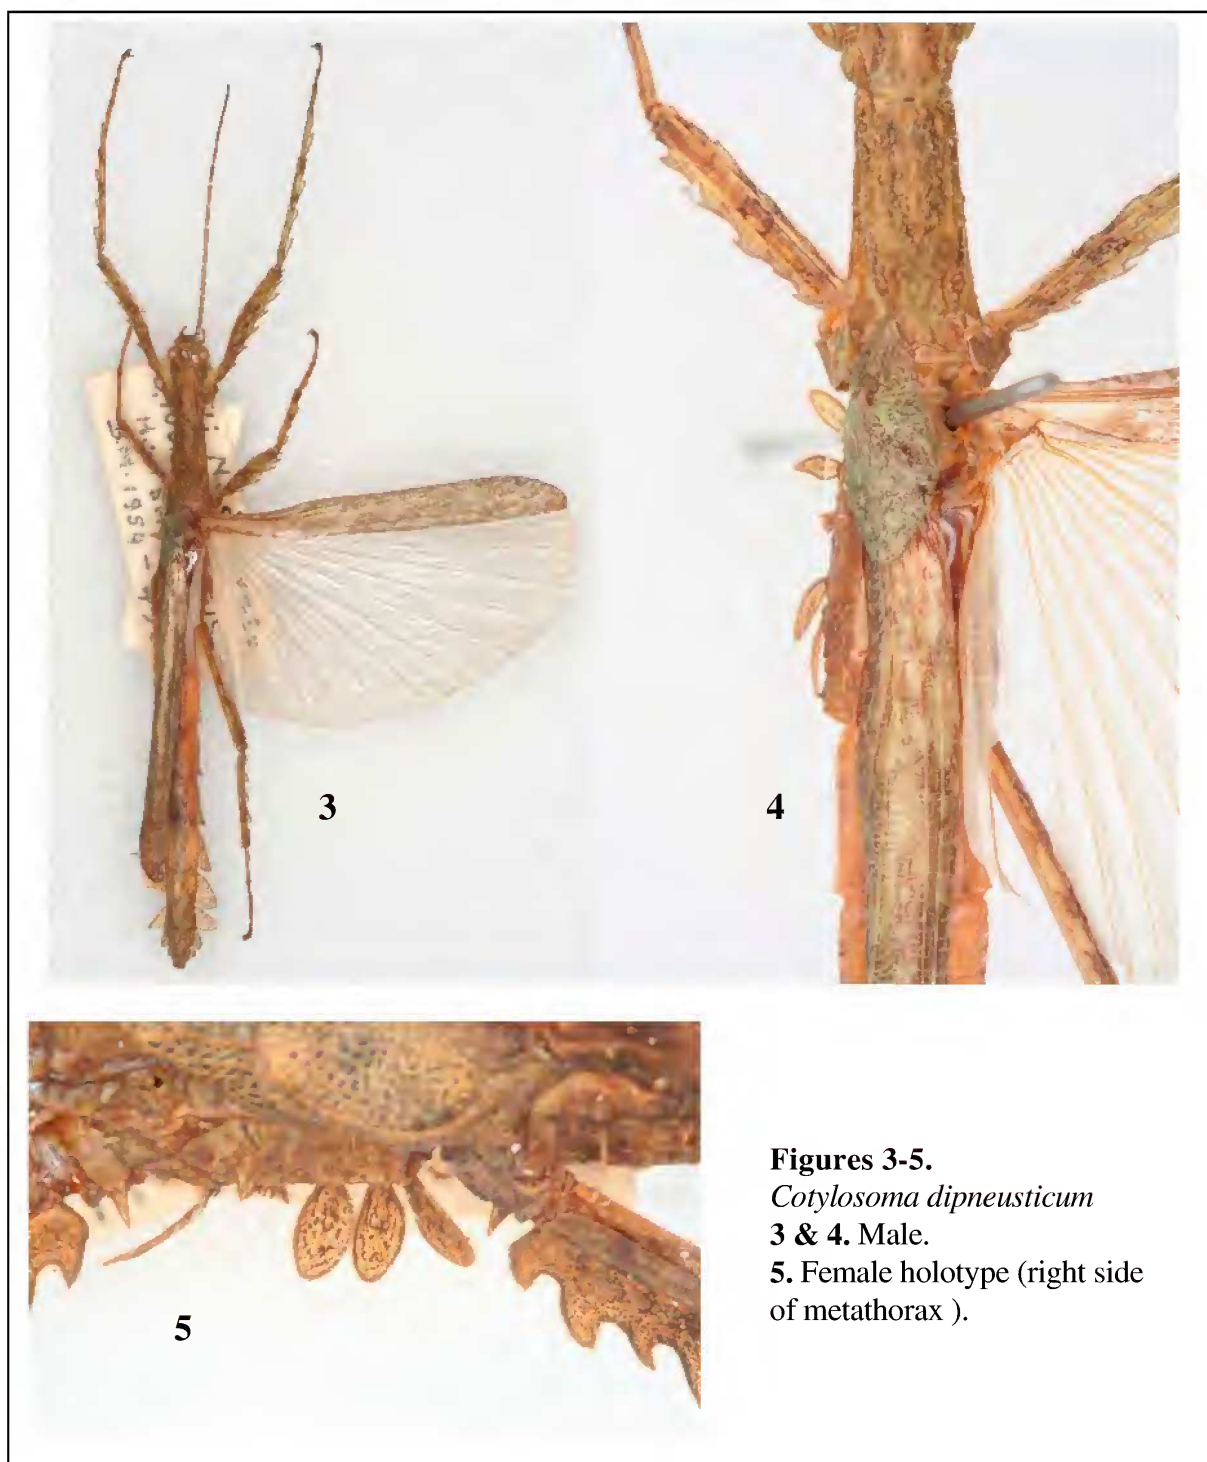 3
4
5
Figures 3-5.
Cotylosoma dipneusticum
3 & 4. Male.
5. Female holotype (right side
of metathorax ).